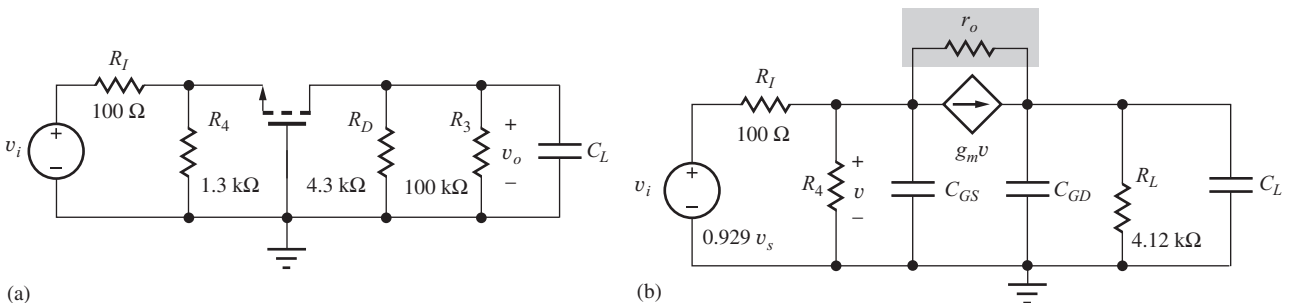 R_I
100 Ω
v_i
+
−
R_4
1.3 kΩ
R_D
4.3 kΩ
R_3
100 kΩ
+
v_o
−
C_L
(a)
r_o
R_I
100 Ω
g_m v
v_i
+
−
0.929 v_s
R_4
+
v
−
C_GS
C_GD
R_L
4.12 kΩ
C_L
(b)